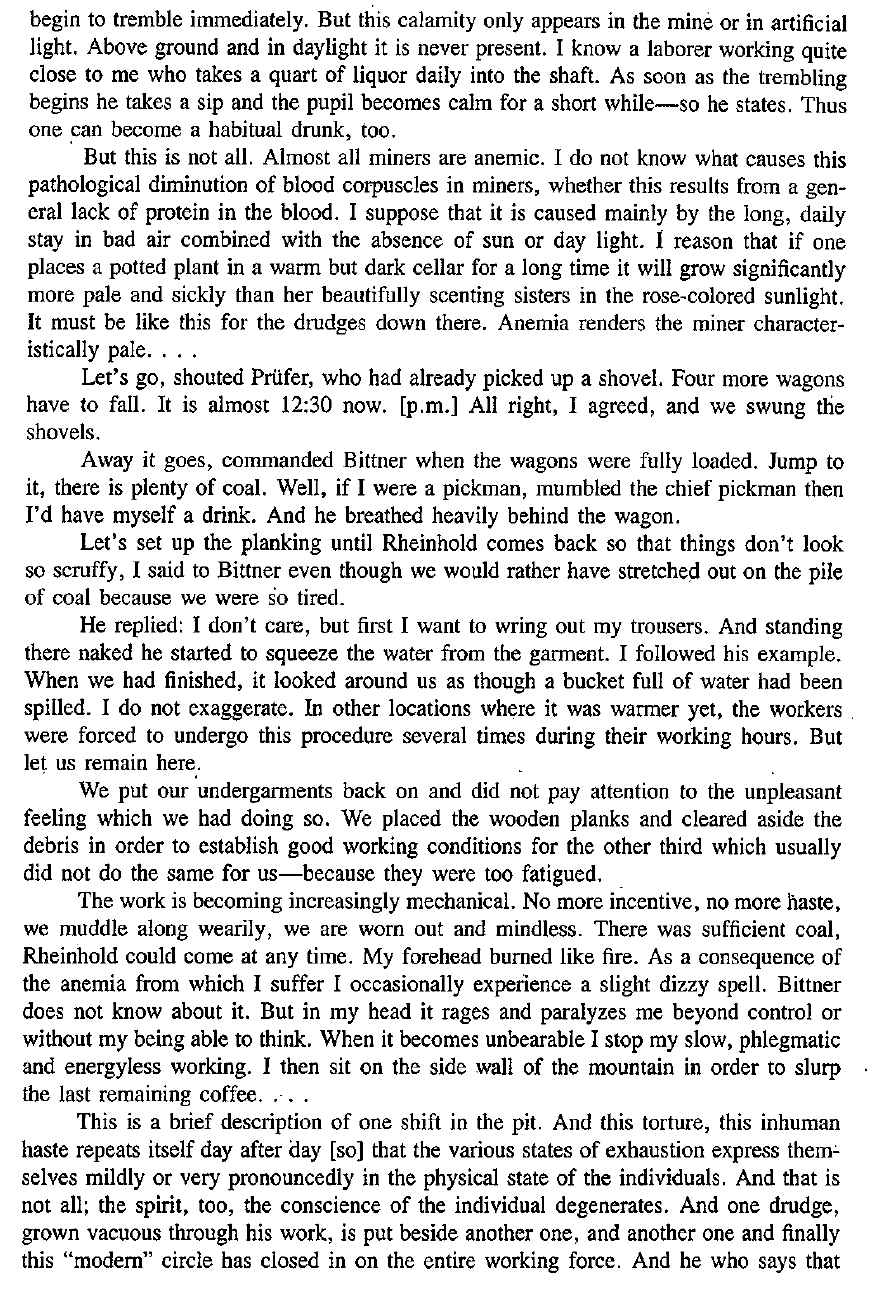 begin to tremble immediately. But this calamity only appears in the mine or in artificial
light. Above ground and in daylight it is never present. I know a laborer working quite
close to me who takes a quart of liquor daily into the shaft. As soon as the trembling
begins he takes a sip and the pupil becomes calm for a short while—so he states. Thus
one can become a habitual drunk, too.
But this is not all. Almost all miners are anemic. I do not know what causes this
pathological diminution of blood corpuscles in miners, whether this results from a gen-
eral lack of protein in the blood. I suppose that it is caused mainly by the long, daily
stay in bad air combined with the absence of sun or day light. I reason that if one
places a potted plant in a warm but dark cellar for a long time it will grow significantly
more pale and sickly than her beautifully scenting sisters in the rose-colored sunlight.
It must be like this for the drudges down there. Anemia renders the miner character-
istically pale. . . .
Let's go, shouted Prüfer, who had already picked up a shovel. Four more wagons
have to fall. It is almost 12:30 now. [p.m.] All right, I agreed, and we swung the
shovels.
Away it goes, commanded Bittner when the wagons were fully loaded. Jump to
it, there is plenty of coal. Well, if I were a pickman, mumbled the chief pickman then
I'd have myself a drink. And he breathed heavily behind the wagon.
Let's set up the planking until Rheinhold comes back so that things don't look
so scruffy, I said to Bittner even though we would rather have stretched out on the pile
of coal because we were so tired.
He replied: I don't care, but first I want to wring out my trousers. And standing
there naked he started to squeeze the water from the garment. I followed his example.
When we had finished, it looked around us as though a bucket full of water had been
spilled. I do not exaggerate. In other locations where it was warmer yet, the workers
were forced to undergo this procedure several times during their working hours. But
let us remain here.
We put our undergarments back on and did not pay attention to the unpleasant
feeling which we had doing so. We placed the wooden planks and cleared aside the
debris in order to establish good working conditions for the other third which usually
did not do the same for us—because they were too fatigued.
The work is becoming increasingly mechanical. No more incentive, no more haste,
we muddle along wearily, we are worn out and mindless. There was sufficient coal,
Rheinhold could come at any time. My forehead burned like fire. As a consequence of
the anemia from which I suffer I occasionally experience a slight dizzy spell. Bittner
does not know about it. But in my head it rages and paralyzes me beyond control or
without my being able to think. When it becomes unbearable I stop my slow, phlegmatic
and energyless working. I then sit on the side wall of the mountain in order to slurp
the last remaining coffee. . . .
This is a brief description of one shift in the pit. And this torture, this inhuman
haste repeats itself day after day [so] that the various states of exhaustion express them-
selves mildly or very pronouncedly in the physical state of the individuals. And that is
not all; the spirit, too, the conscience of the individual degenerates. And one drudge,
grown vacuous through his work, is put beside another one, and another one and finally
this "modern" circle has closed in on the entire working force. And he who says that